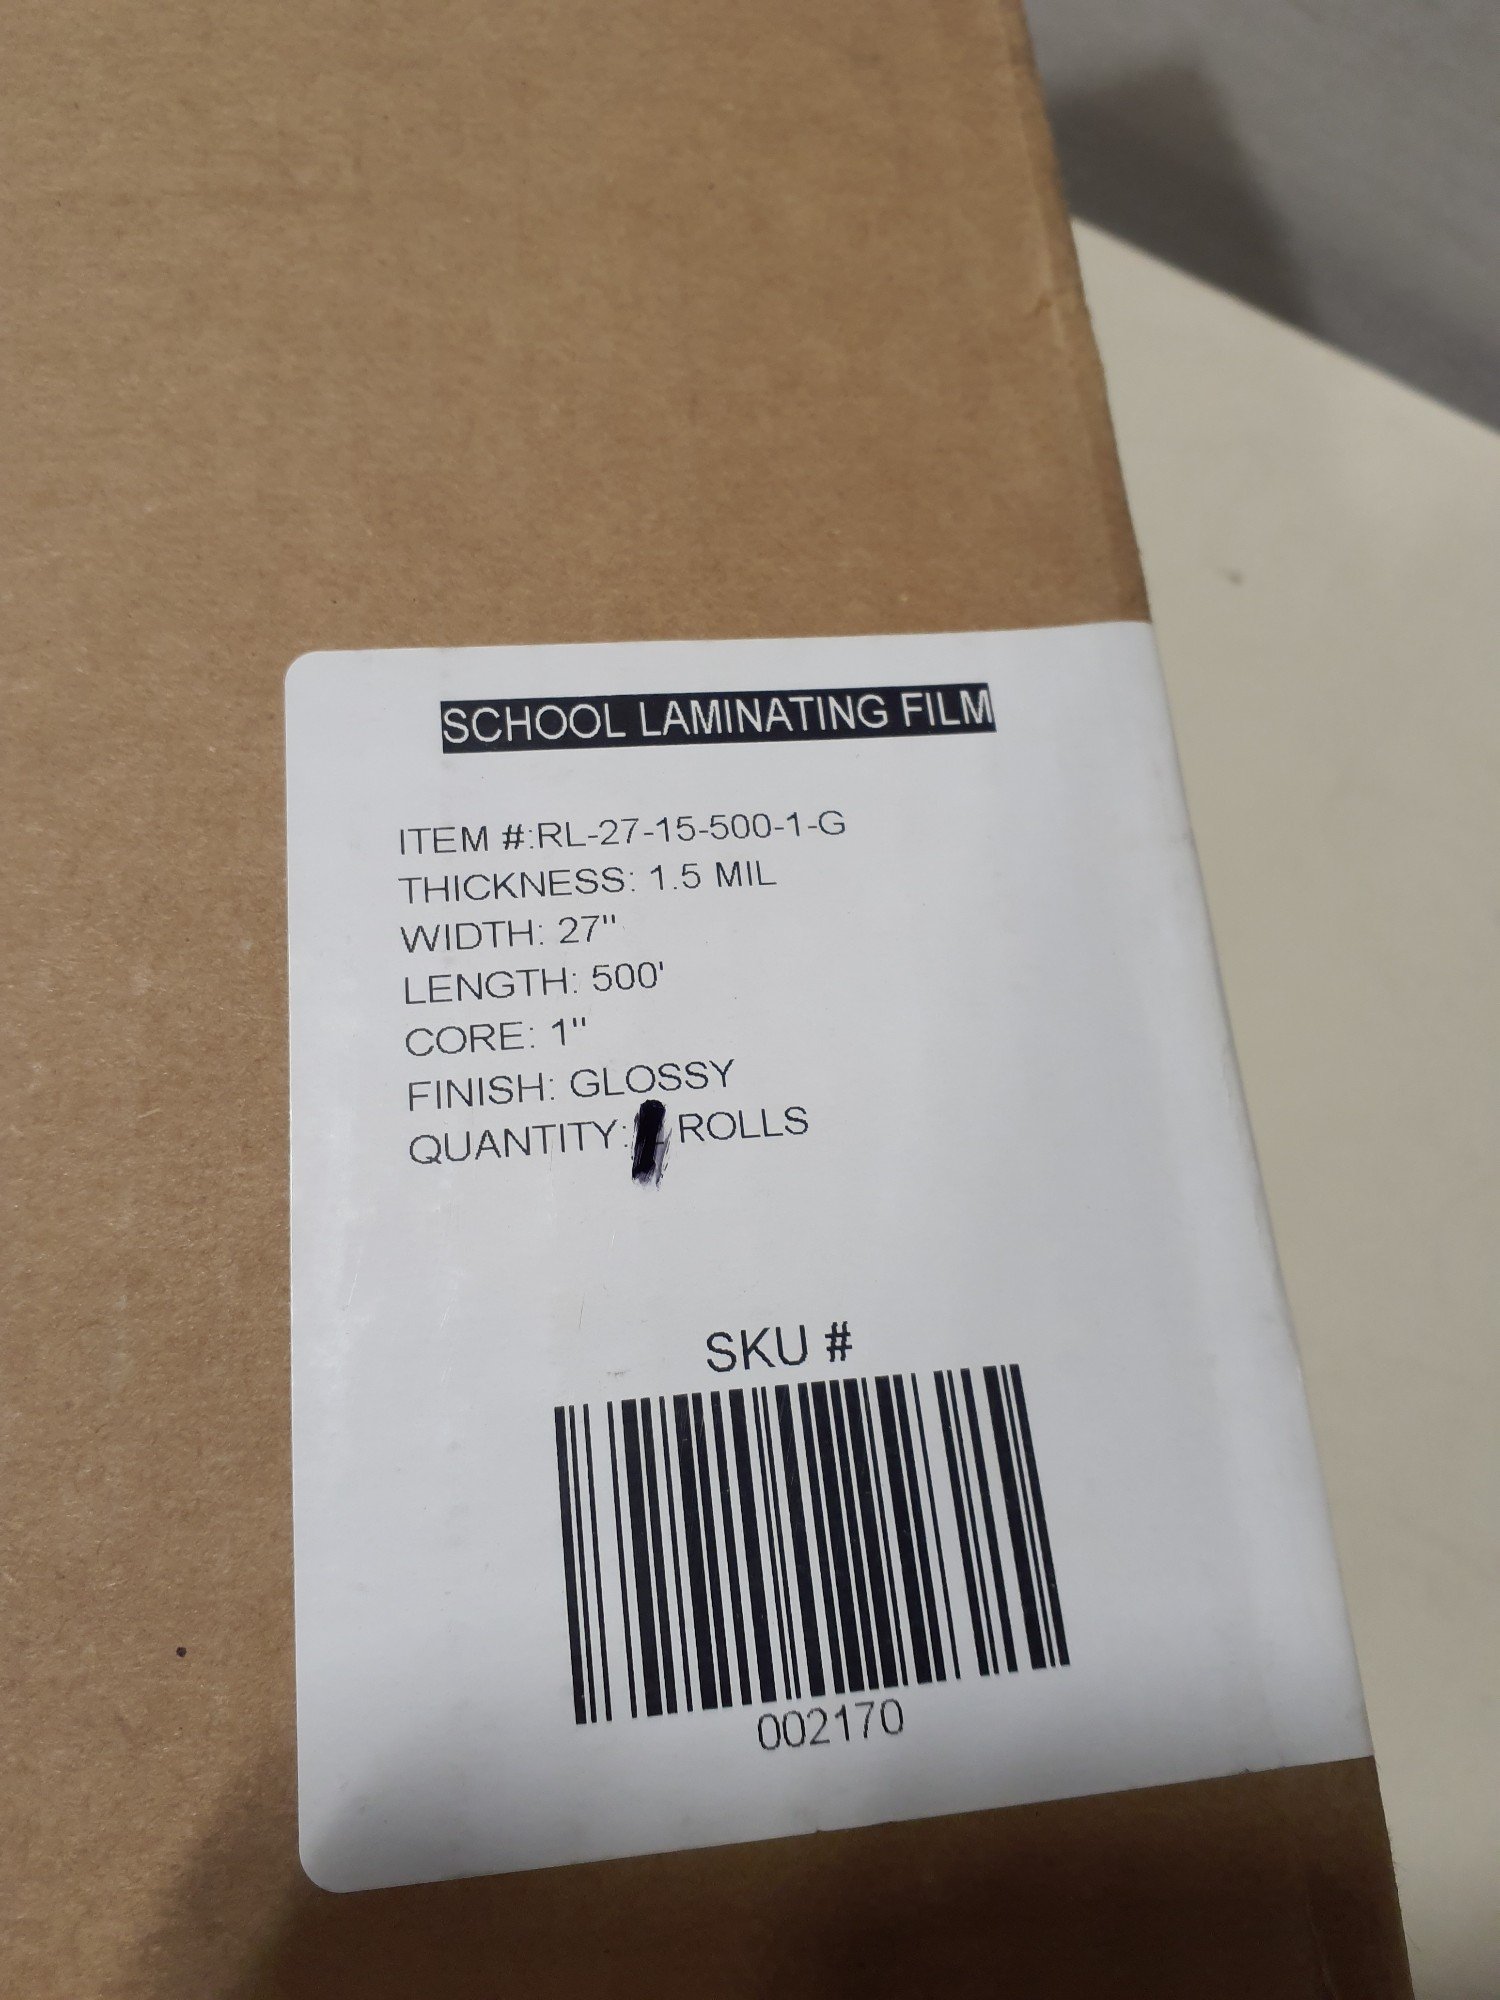 SCHOOL LAMINATING FILM
ITEM #:RL-27-15-500-1-G
THICKNESS: 1.5 MIL
WIDTH: 27"
LENGTH: 500'
CORE: 1"
FINISH: GLOSSY
QUANTITY: ROLLS
SKU #
002170